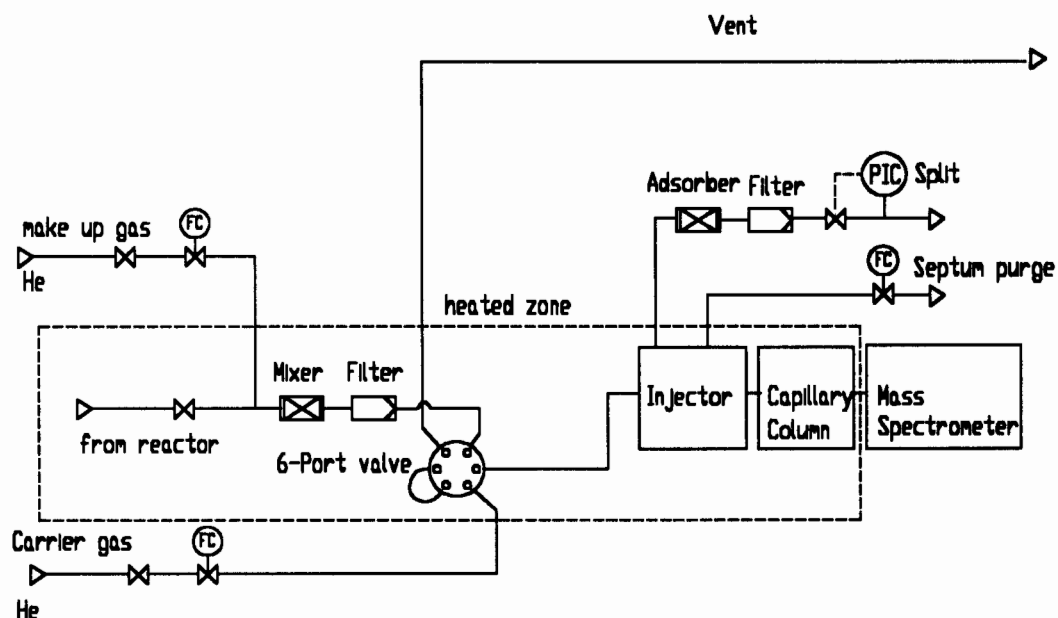 Vent
Adsorber Filter
PIC Split
make up gas
FC
He
FC
Septum purge
heated zone
Mixer Filter
from reactor
6-Port valve
Injector
Capillary
Column
Mass
Spectrometer
Carrier gas
FC
He